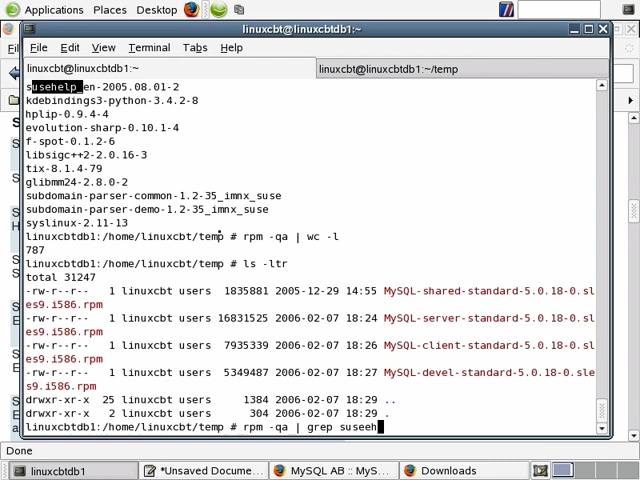 Applications Places Desktop
linuxcbt@linuxcbtdb1:~
File Edit View Terminal Tabs Help
linuxcbt@linuxcbtdb1:~ linuxcbt@linuxcbtdb1:~/temp
susehelp_en-2005.08.01-2
kdebindings3-python-3.4.2-8
hplip-0.9.4-4
evolution-sharp-0.10.1-4
f-spot-0.1.2-6
libsigc++2-2.0.16-3
tix-8.1.4-79
glibmm24-2.8.0-2
subdomain-parser-common-1.2-35_imnx_suse
subdomain-parser-demo-1.2-35_imnx_suse
syslinux-2.11-13
linuxcbtdb1:/home/linuxcbt/temp # rpm -qa | wc -l
787
linuxcbtdb1:/home/linuxcbt/temp # ls -ltr
total 31247
-rw-r--r-- 1 linuxcbt users 1835881 2005-12-29 14:55 MySQL-shared-standard-5.0.18-0.sl
es9.i586.rpm
-rw-r--r-- 1 linuxcbt users 16831525 2006-02-07 18:24 MySQL-server-standard-5.0.18-0.sl
es9.i586.rpm
-rw-r--r-- 1 linuxcbt users 7935339 2006-02-07 18:26 MySQL-client-standard-5.0.18-0.sl
es9.i586.rpm
-rw-r--r-- 1 linuxcbt users 5349487 2006-02-07 18:27 MySQL-devel-standard-5.0.18-0.sle
s9.i586.rpm
drwxr-xr-x 25 linuxcbt users 1384 2006-02-07 18:29 ..
drwxr-xr-x 2 linuxcbt users 304 2006-02-07 18:29 .
linuxcbtdb1:/home/linuxcbt/temp # rpm -qa | grep suseeh
Done
linuxcbtdb1 *Unsaved Docume... MySQL AB :: MyS... Downloads